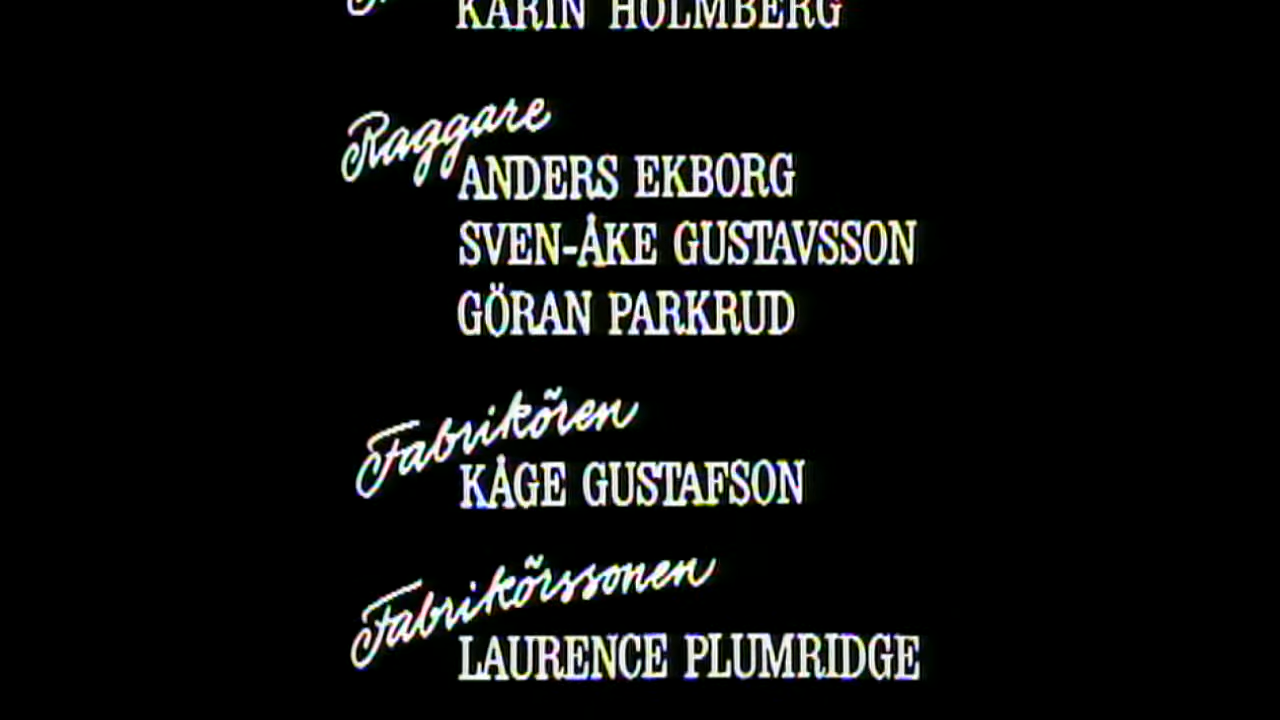 KARIN HOLMBERG
Raggare
ANDERS EKBORG
SVEN-ÅKE GUSTAVSSON
GÖRAN PARKRUD
Fabrikören
KÅGE GUSTAFSON
Fabrikörssonen
LAURENCE PLUMRIDGE